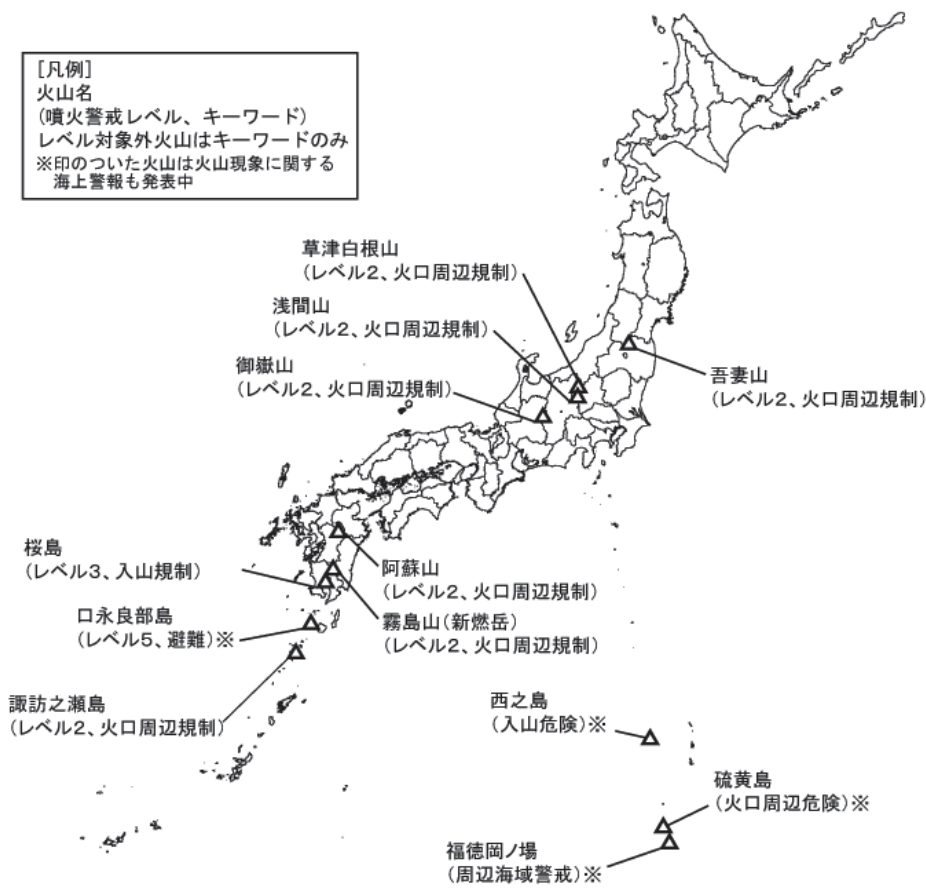 ［凡例］
火山名
（噴火警戒レベル、キーワード）
レベル対象外火山はキーワードのみ
※印のついた火山は火山現象に関する
海上警報も発表中
草津白根山
（レベル２、火口周辺規制）
浅間山
（レベル２、火口周辺規制）
御嶽山
（レベル２、火口周辺規制）
吾妻山
（レベル２、火口周辺規制）
桜島
（レベル３、入山規制）
阿蘇山
（レベル２、火口周辺規制）
口永良部島
（レベル５、避難）※
霧島山（新燃岳）
（レベル２、火口周辺規制）
諏訪之瀬島
（レベル２、火口周辺規制）
西之島
（入山危険）※
硫黄島
（火口周辺危険）※
福徳岡ノ場
（周辺海域警戒）※